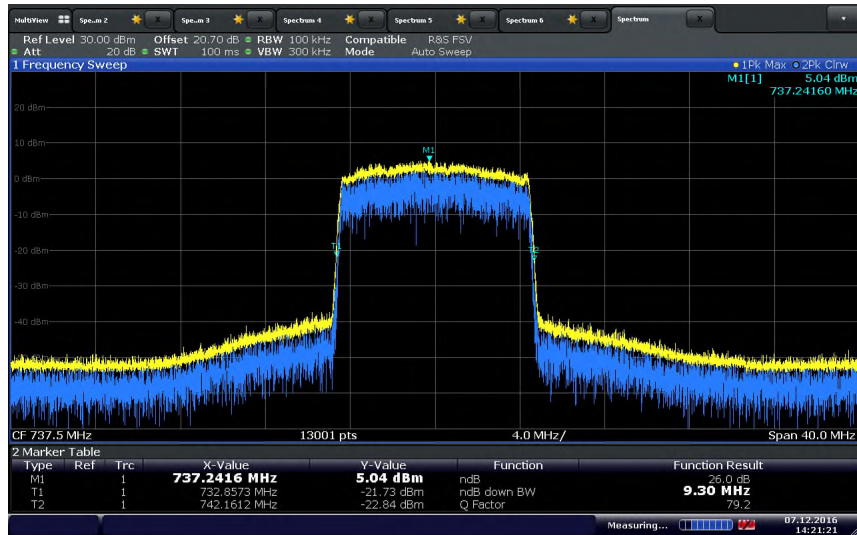 MultiView Spe..m 2 X Spe..m 3 X Spectrum 4 X Spectrum 5 X Spectrum 6 X Spectrum X
Ref Level 30.00 dBm Offset 20.70 dB RBW 100 kHz Compatible R&S FSV
Att 20 dB SWT 100 ms VBW 300 kHz Mode Auto Sweep
1 Frequency Sweep 1Pk Max 2Pk Clrw
M1[1] 5.04 dBm
737.24160 MHz
20 dBm
10 dBm
M1
0 dBm
-10 dBm
-20 dBm
T1 T2
-30 dBm
-40 dBm
CF 737.5 MHz 13001 pts 4.0 MHz/ Span 40.0 MHz
2 Marker Table
Type Ref Trc X-Value Y-Value Function Function Result
M1 1 737.2416 MHz 5.04 dBm ndB 26.0 dB
T1 1 732.8573 MHz -21.73 dBm ndB down BW 9.30 MHz
T2 1 742.1612 MHz -22.84 dBm Q Factor 79.2
Measuring... 07.12.2016
14:21:21